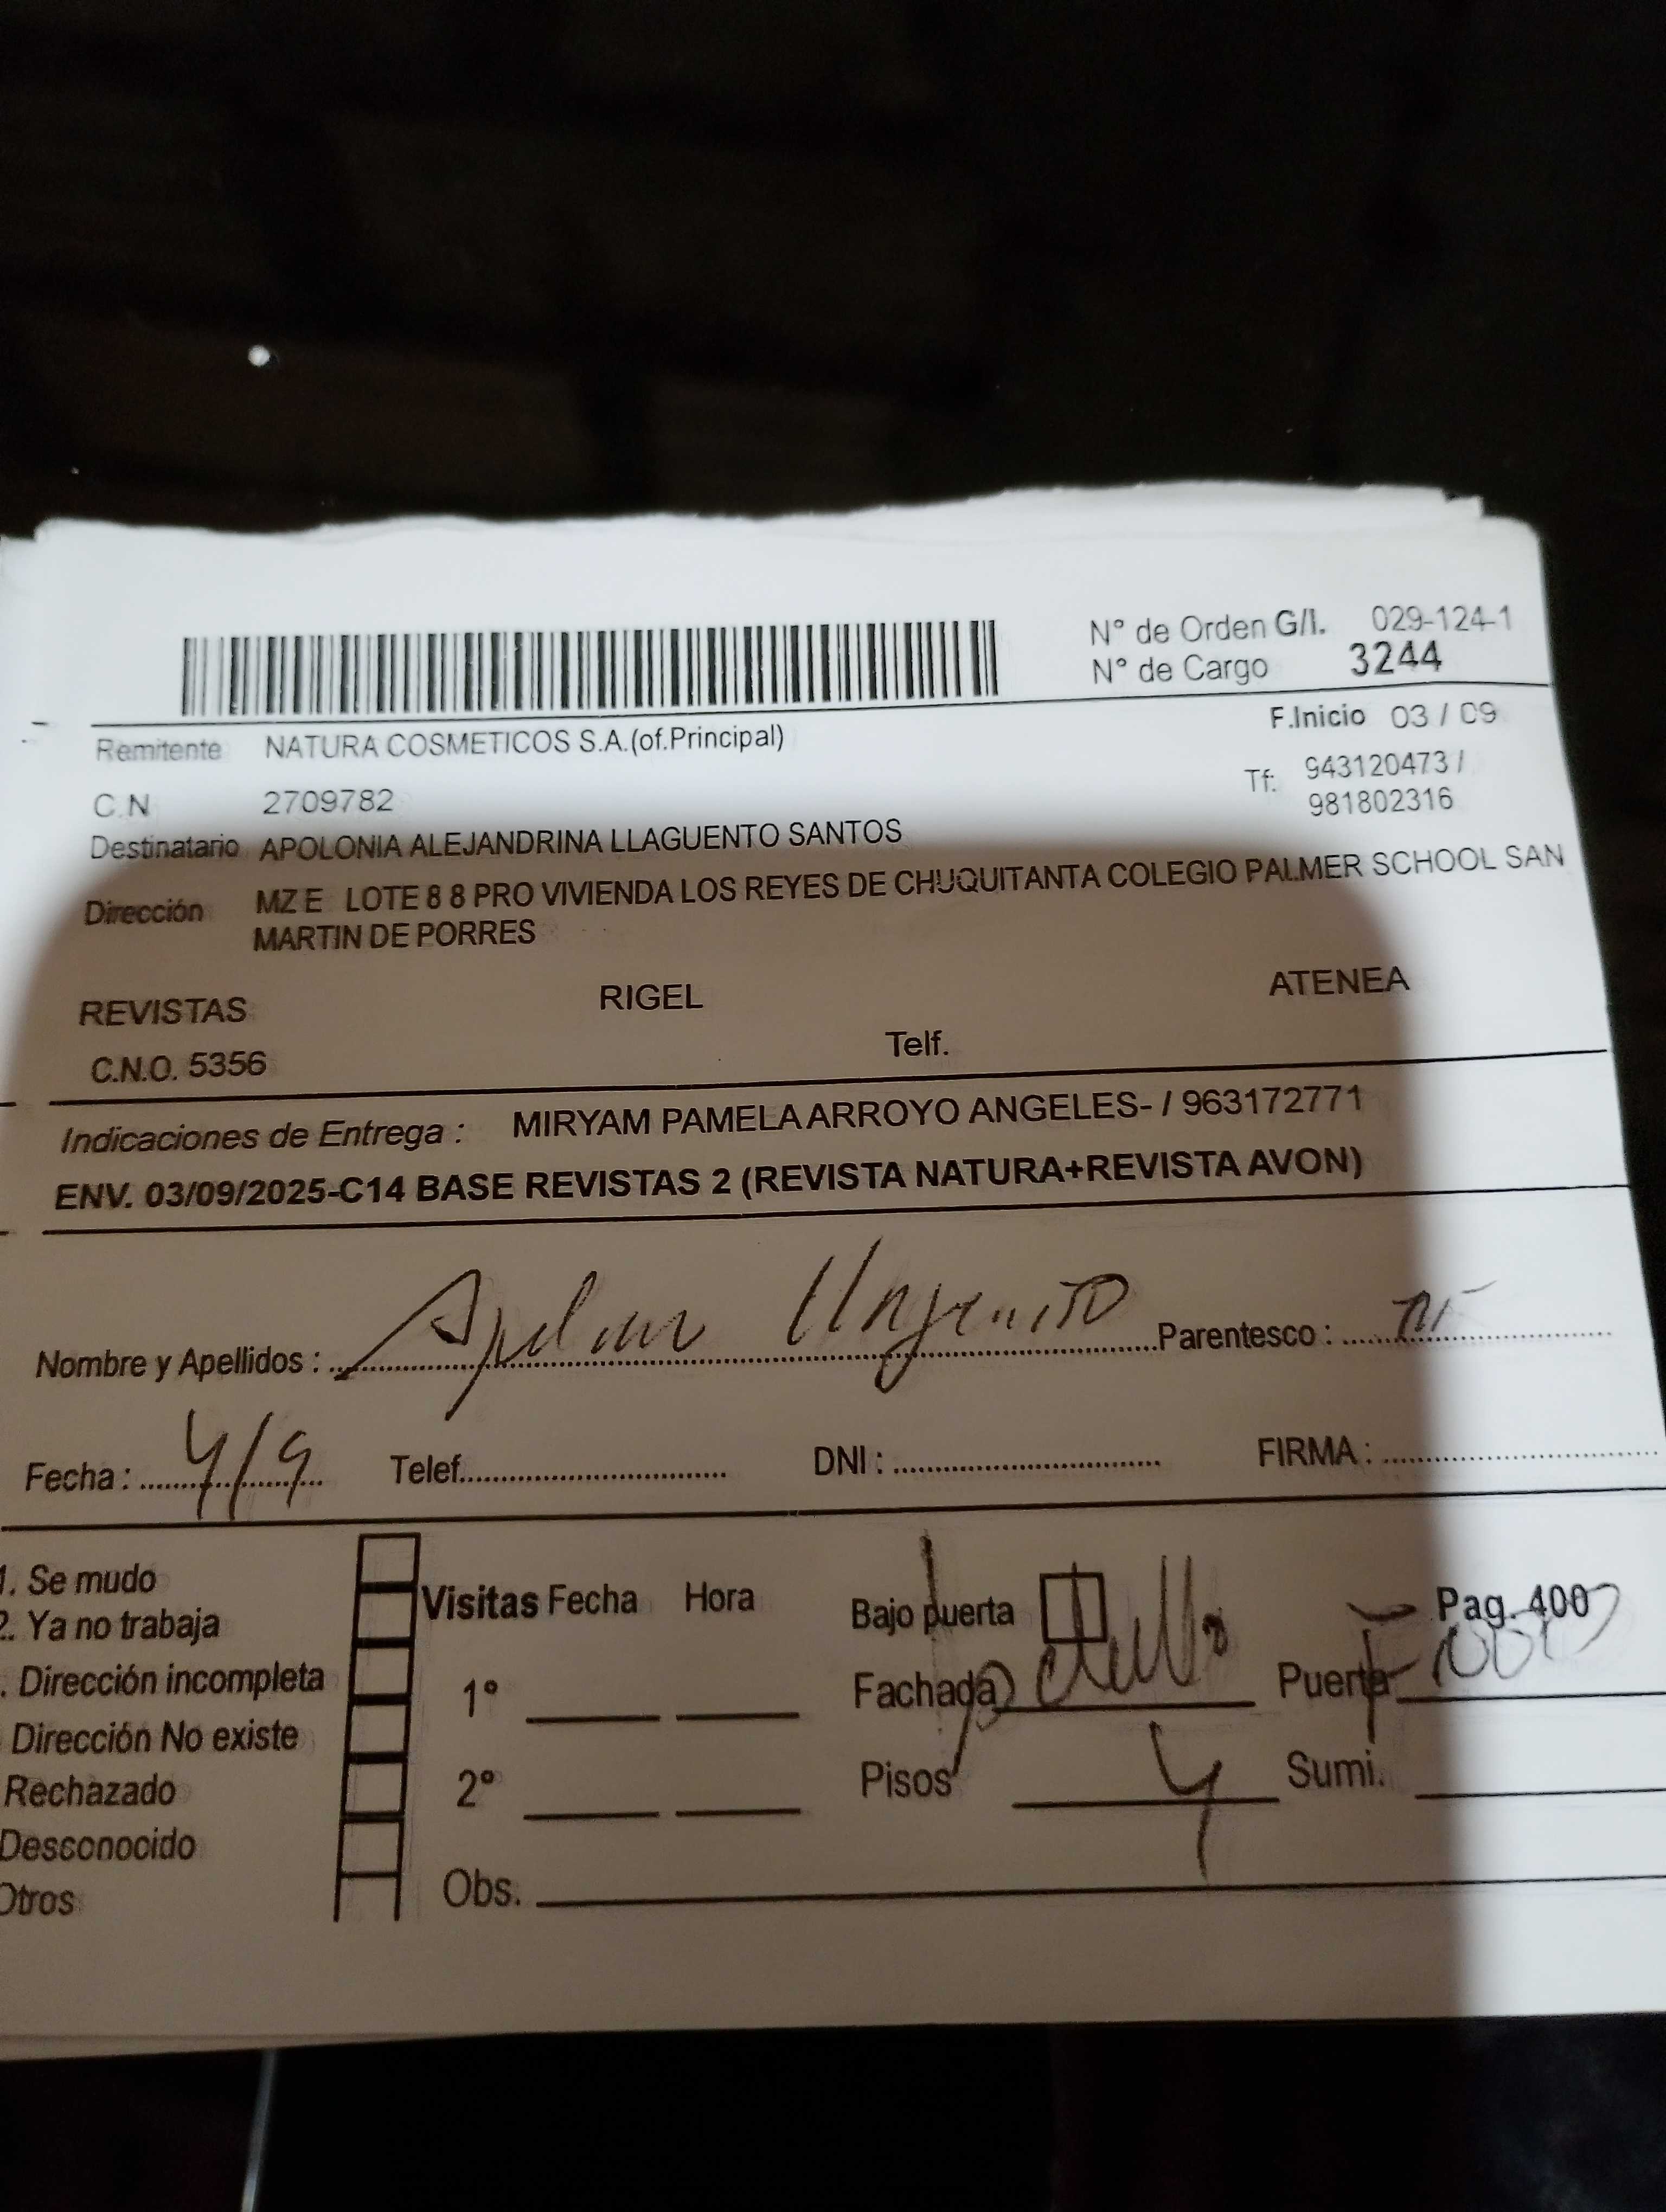 N° de Orden G/I. 029-124-1
N° de Cargo 3244
F.Inicio 03 / 09
Remitente NATURA COSMETICOS S.A.(of.Principal)
Tf: 943120473 /
981802316
C.N 2709782
Destinatario APOLONIA ALEJANDRINA LLAGUENTO SANTOS
Dirección MZ E LOTE 8 8 PRO VIVIENDA LOS REYES DE CHUQUITANTA COLEGIO PALMER SCHOOL SAN
MARTIN DE PORRES
REVISTAS RIGEL ATENEA
C.N.O. 5356 Telf.
Indicaciones de Entrega : MIRYAM PAMELA ARROYO ANGELES- / 963172771
ENV. 03/09/2025-C14 BASE REVISTAS 2 (REVISTA NATURA+REVISTA AVON)
Nombre y Apellidos : Parentesco :
Fecha : 4/9 Telef. DNI : FIRMA :
1. Se mudo
2. Ya no trabaja
. Dirección incompleta
Dirección No existe
Rechazado
Desconocido
Otros
Visitas Fecha Hora
1°
2°
Obs.
Bajo puerta Pag. 400
Fachada Puerta
Pisos 4 Sumi.